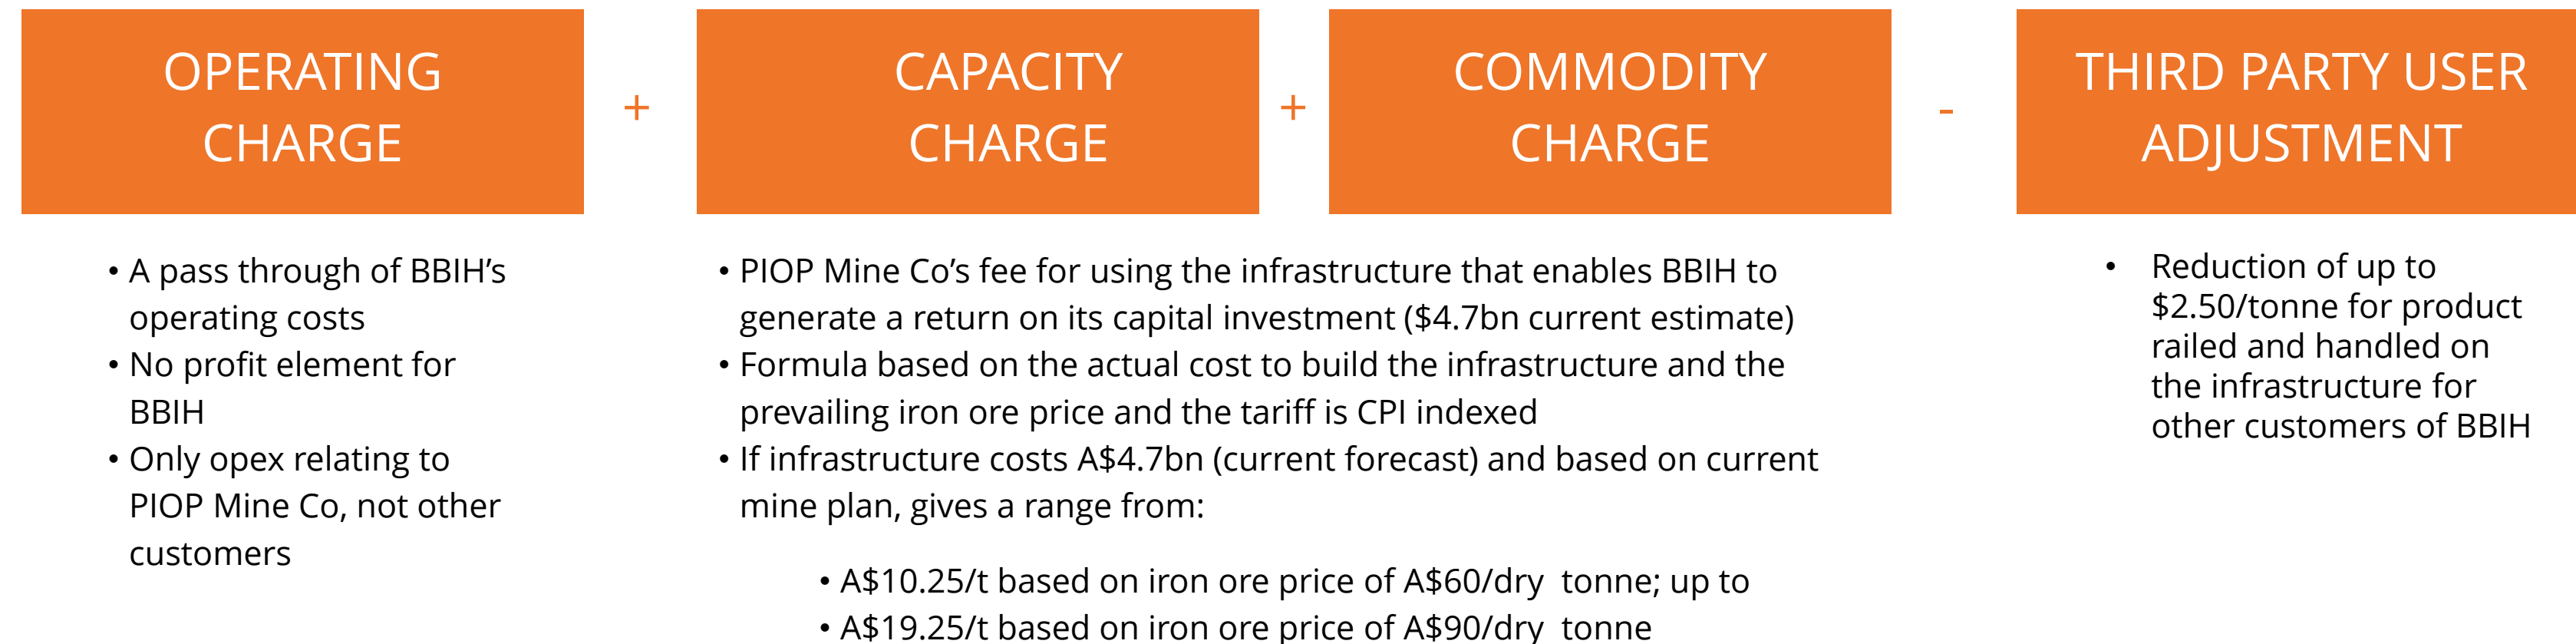 OPERATING
CHARGE
+
CAPACITY
CHARGE
+
COMMODITY
CHARGE
-
THIRD PARTY USER
ADJUSTMENT
• A pass through of BBIH’s
operating costs
• No profit element for
BBIH
• Only opex relating to
PIOP Mine Co, not other
customers
• PIOP Mine Co’s fee for using the infrastructure that enables BBIH to
generate a return on its capital investment ($4.7bn current estimate)
• Formula based on the actual cost to build the infrastructure and the
prevailing iron ore price and the tariff is CPI indexed
• If infrastructure costs A$4.7bn (current forecast) and based on current
mine plan, gives a range from:
• A$10.25/t based on iron ore price of A$60/dry  tonne; up to
• A$19.25/t based on iron ore price of A$90/dry  tonne
• Reduction of up to
$2.50/tonne for product
railed and handled on
the infrastructure for
other customers of BBIH